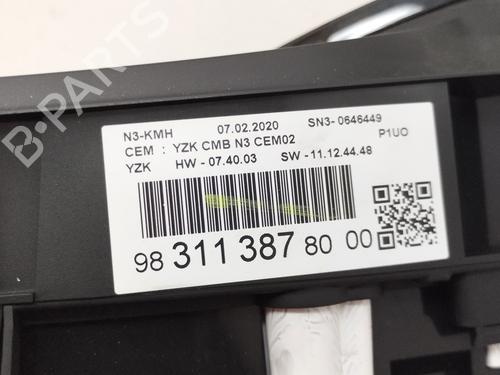 B-PARTS
N3-KMH 07.02.2020 SN3-0646449
CEM : YZK CMB N3 CEM02 P1UO
YZK HW - 07.40.03 SW - 11.12.44.48
98 311 387 80 00